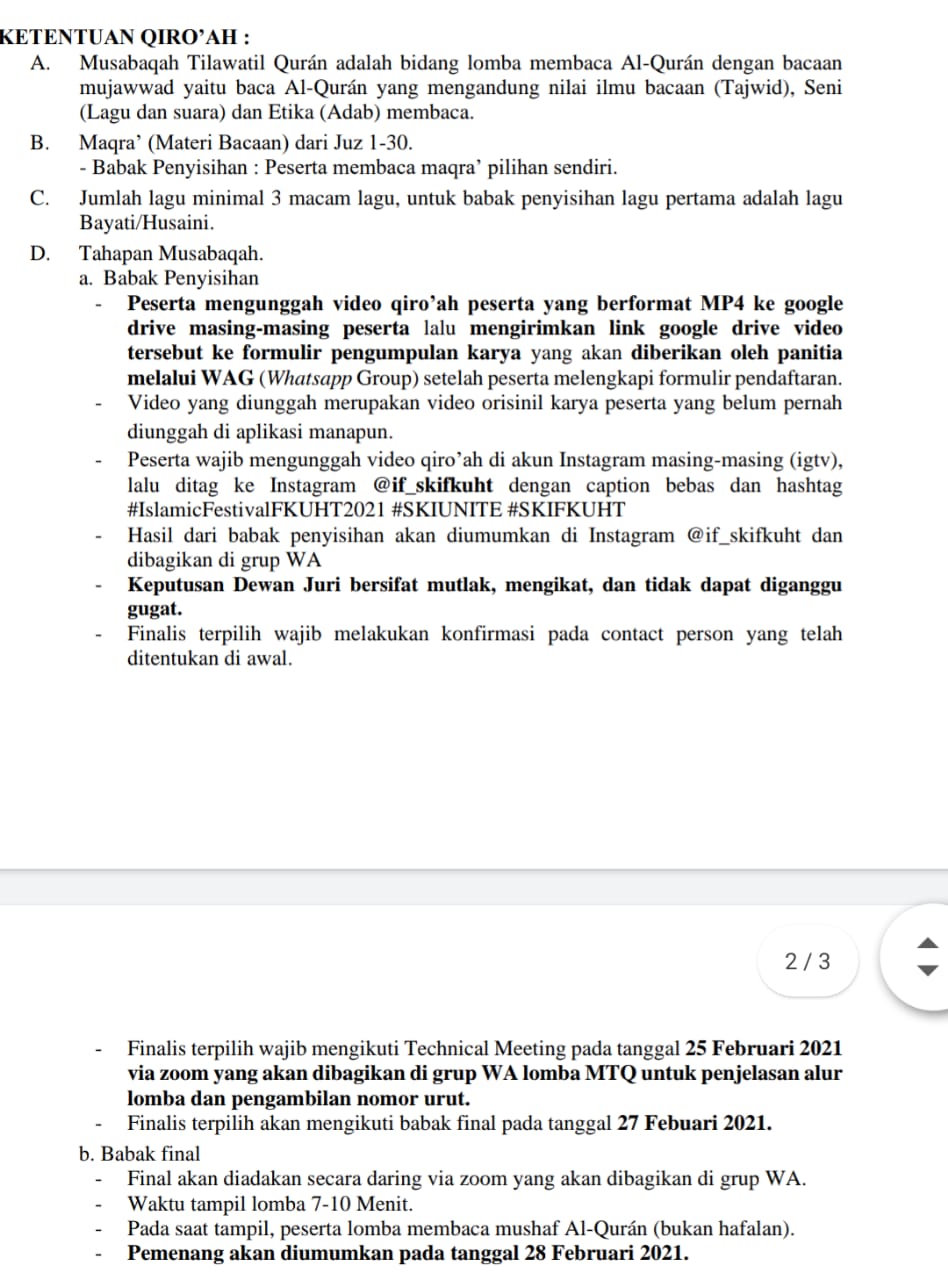 KETENTUAN QIRO’AH :
A. Musabaqah Tilawatil Qurán adalah bidang lomba membaca Al-Qurán dengan bacaan
mujawwad yaitu baca Al-Qurán yang mengandung nilai ilmu bacaan (Tajwid), Seni
(Lagu dan suara) dan Etika (Adab) membaca.
B. Maqra’ (Materi Bacaan) dari Juz 1-30.
- Babak Penyisihan : Peserta membaca maqra’ pilihan sendiri.
C. Jumlah lagu minimal 3 macam lagu, untuk babak penyisihan lagu pertama adalah lagu
Bayati/Husaini.
D. Tahapan Musabaqah.
a. Babak Penyisihan
- Peserta mengunggah video qiro’ah peserta yang berformat MP4 ke google
drive masing-masing peserta lalu mengirimkan link google drive video
tersebut ke formulir pengumpulan karya yang akan diberikan oleh panitia
melalui WAG (Whatsapp Group) setelah peserta melengkapi formulir pendaftaran.
- Video yang diunggah merupakan video orisinil karya peserta yang belum pernah
diunggah di aplikasi manapun.
- Peserta wajib mengunggah video qiro’ah di akun Instagram masing-masing (igtv),
lalu ditag ke Instagram @if_skifkuht dengan caption bebas dan hashtag
#IslamicFestivalFKUHT2021 #SKIUNITE #SKIFKUHT
- Hasil dari babak penyisihan akan diumumkan di Instagram @if_skifkuht dan
dibagikan di grup WA
- Keputusan Dewan Juri bersifat mutlak, mengikat, dan tidak dapat diganggu
gugat.
- Finalis terpilih wajib melakukan konfirmasi pada contact person yang telah
ditentukan di awal.
2 / 3
- Finalis terpilih wajib mengikuti Technical Meeting pada tanggal 25 Februari 2021
via zoom yang akan dibagikan di grup WA lomba MTQ untuk penjelasan alur
lomba dan pengambilan nomor urut.
- Finalis terpilih akan mengikuti babak final pada tanggal 27 Febuari 2021.
b. Babak final
- Final akan diadakan secara daring via zoom yang akan dibagikan di grup WA.
- Waktu tampil lomba 7-10 Menit.
- Pada saat tampil, peserta lomba membaca mushaf Al-Qurán (bukan hafalan).
- Pemenang akan diumumkan pada tanggal 28 Februari 2021.